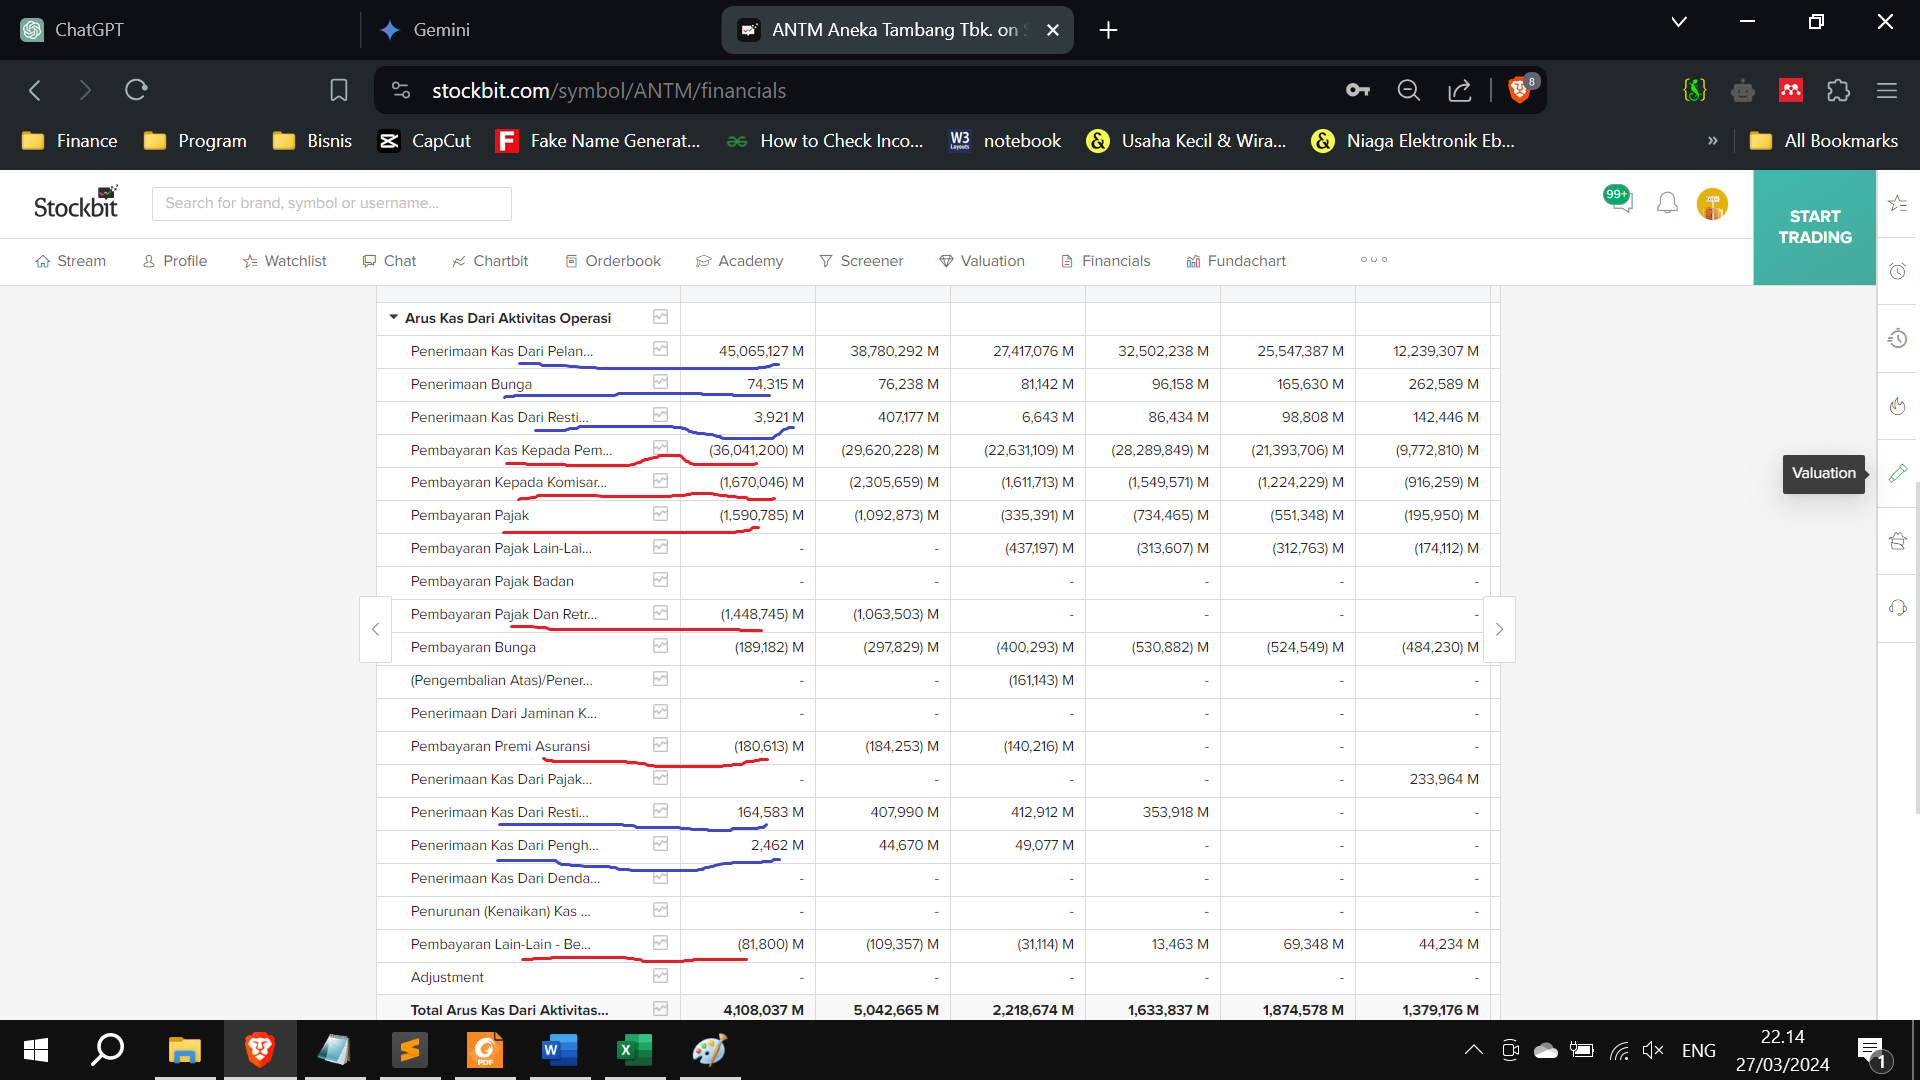 ChatGPT
Gemini
ANTM Aneka Tambang Tbk. on
stockbit.com/symbol/ANTM/financials
8
Finance
Program
Bisnis
CapCut
Fake Name Generat...
How to Check Inco...
notebook
Usaha Kecil & Wira...
Niaga Elektronik Eb...
»
All Bookmarks
Stockbit
Search for brand, symbol or username...
99+
START
TRADING
Stream
Profile
Watchlist
Chat
Chartbit
Orderbook
Academy
Screener
Valuation
Financials
Fundachart
Arus Kas Dari Aktivitas Operasi
Penerimaan Kas Dari Pelan... 45,065,127 M 38,780,292 M 27,417,076 M 32,502,238 M 25,547,387 M 12,239,307 M
Penerimaan Bunga 74,315 M 76,238 M 81,142 M 96,158 M 165,630 M 262,589 M
Penerimaan Kas Dari Resti... 3,921 M 407,177 M 6,643 M 86,434 M 98,808 M 142,446 M
Pembayaran Kas Kepada Pem... (36,041,200) M (29,620,228) M (22,631,109) M (28,289,849) M (21,393,706) M (9,772,810) M
Valuation
Pembayaran Kepada Komisar... (1,670,046) M (2,305,659) M (1,611,713) M (1,549,571) M (1,224,229) M (916,259) M
Pembayaran Pajak (1,590,785) M (1,092,873) M (335,391) M (734,465) M (551,348) M (195,950) M
Pembayaran Pajak Lain-Lai... - - (437,197) M (313,607) M (312,763) M (174,112) M
Pembayaran Pajak Badan - - - - - -
Pembayaran Pajak Dan Retr... (1,448,745) M (1,063,503) M - - - -
Pembayaran Bunga (189,182) M (297,829) M (400,293) M (530,882) M (524,549) M (484,230) M
(Pengembalian Atas)/Pener... - - (161,143) M - - -
Penerimaan Dari Jaminan K... - - - - - -
Pembayaran Premi Asuransi (180,613) M (184,253) M (140,216) M - - -
Penerimaan Kas Dari Pajak... - - - - - 233,964 M
Penerimaan Kas Dari Resti... 164,583 M 407,990 M 412,912 M 353,918 M - -
Penerimaan Kas Dari Pengh... 2,462 M 44,670 M 49,077 M - - -
Penerimaan Kas Dari Denda... - - - - - -
Penurunan (Kenaikan) Kas ... - - - - - -
Pembayaran Lain-Lain - Be... (81,800) M (109,357) M (31,114) M 13,463 M 69,348 M 44,234 M
Adjustment - - - - - -
Total Arus Kas Dari Aktivitas... 4,108,037 M 5,042,665 M 2,218,674 M 1,633,837 M 1,874,578 M 1,379,176 M
ENG
22.14
27/03/2024
1